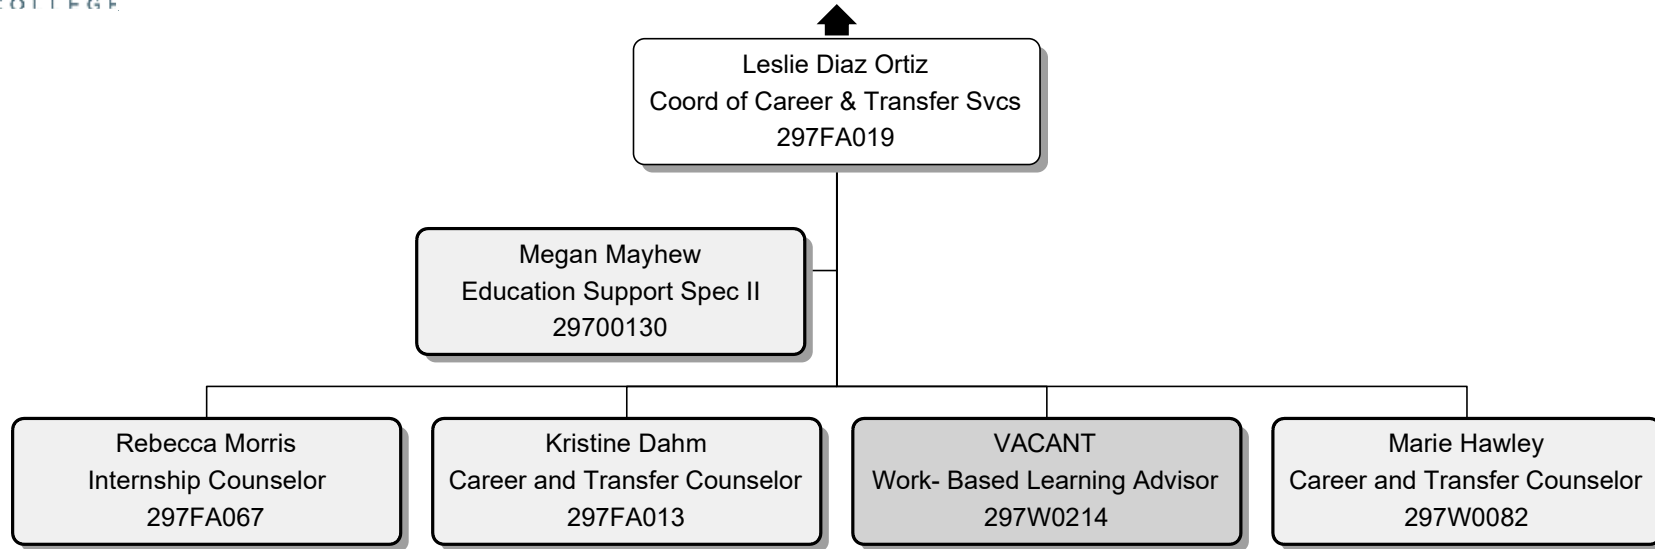 COLLEGE
Leslie Diaz Ortiz
Coord of Career & Transfer Svcs
297FA019
Megan Mayhew
Education Support Spec II
29700130
Rebecca Morris
Internship Counselor
297FA067
Kristine Dahm
Career and Transfer Counselor
297FA013
VACANT
Work- Based Learning Advisor
297W0214
Marie Hawley
Career and Transfer Counselor
297W0082